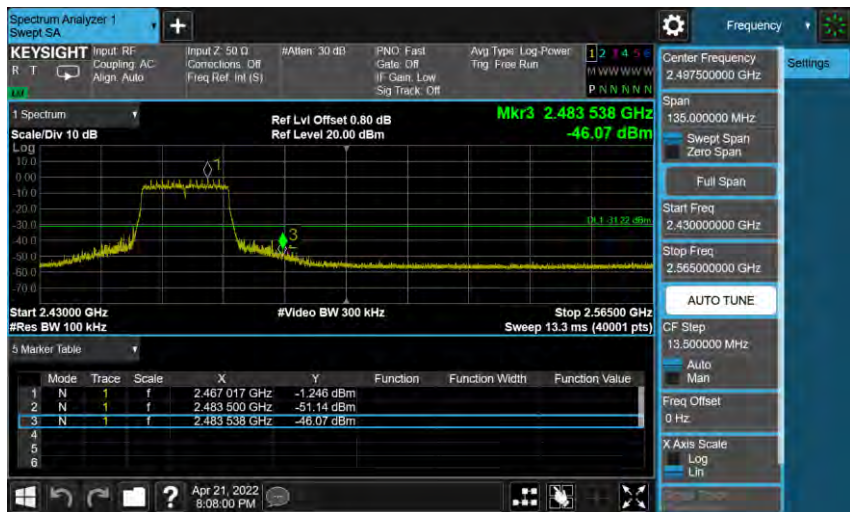 Spectrum Analyzer 1
Swept SA
+
Frequency
KEYSIGHT
R T
Input: RF
Coupling: AC
Align: Auto
Input Z: 50 Ω
Corrections: Off
Freq Ref: Int (S)
#Atten: 30 dB
PNO: Fast
Gate: Off
IF Gain: Low
Sig Track: Off
Avg Type: Log-Power
Trig: Free Run
1 2 3 4 5 6
M W W W W W
P N N N N N
1 Spectrum
Scale/Div 10 dB
Ref Lvl Offset 0.80 dB
Ref Level 20.00 dBm
Mkr3 2.483 538 GHz
-46.07 dBm
Log
10.0
0.00
-10.0
-20.0
-30.0
-40.0
-50.0
-60.0
-70.0
1
3
DL1 -31.22 dBm
Start 2.43000 GHz
#Res BW 100 kHz
#Video BW 300 kHz
Stop 2.56500 GHz
Sweep 13.3 ms (40001 pts)
5 Marker Table
Mode Trace Scale X Y Function Function Width Function Value
1 N 1 f 2.467 017 GHz -1.246 dBm
2 N 1 f 2.483 500 GHz -51.14 dBm
3 N 1 f 2.483 538 GHz -46.07 dBm
4
5
6
Apr 21, 2022
8:08:00 PM
?
Center Frequency
2.497500000 GHz
Settings
Span
135.000000 MHz
Swept Span
Zero Span
Full Span
Start Freq
2.430000000 GHz
Stop Freq
2.565000000 GHz
AUTO TUNE
CF Step
13.500000 MHz
Auto
Man
Freq Offset
0 Hz
X Axis Scale
Log
Lin